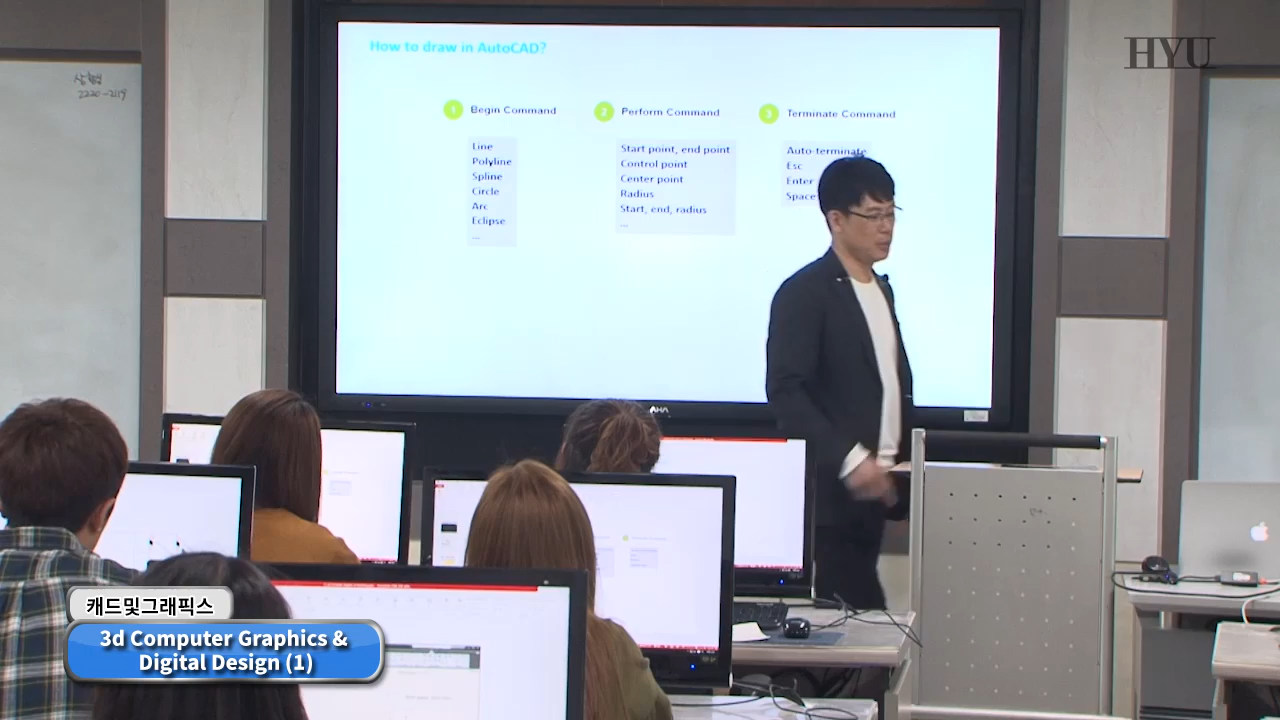 How to draw in AutoCAD?
HYU
1 Begin Command
2 Perform Command
3 Terminate Command
Line
Polyline
Spline
Circle
Arc
Eclipse
...
Start point, end point
Control point
Center point
Radius
Start, end, radius
...
Auto-terminate
Esc
Enter
Space
AHA
캐드및그래픽스
3d Computer Graphics &
Digital Design (1)